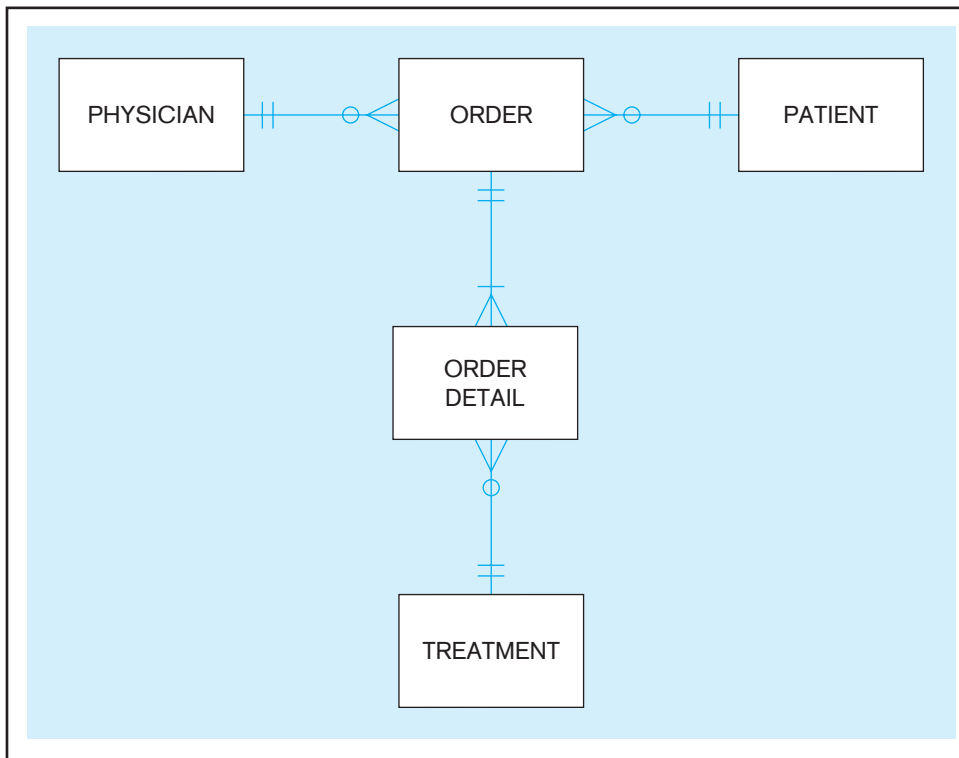 PHYSICIAN
ORDER
PATIENT
ORDER
DETAIL
TREATMENT